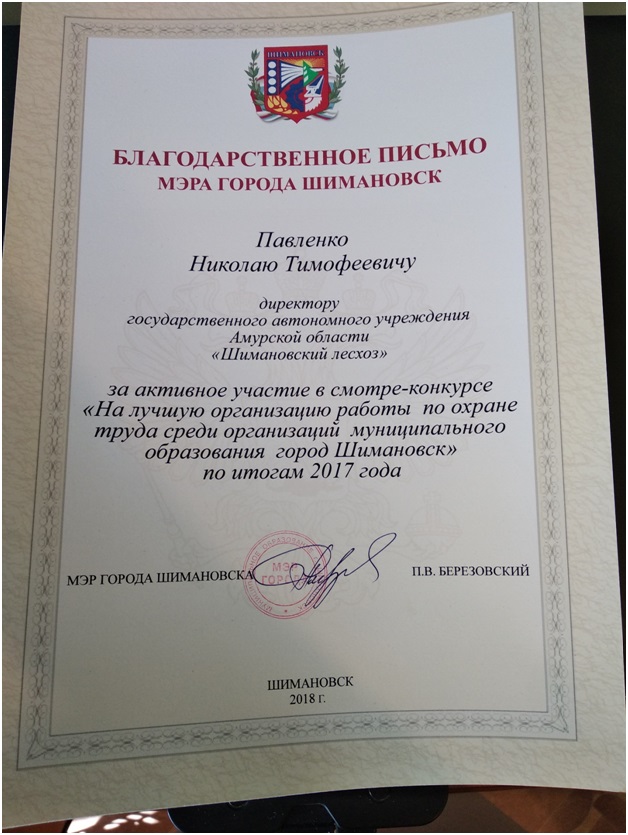 ШИМАНОВСК
БЛАГОДАРСТВЕННОЕ ПИСЬМО
МЭРА ГОРОДА ШИМАНОВСК
Павленко
Николаю Тимофеевичу
директору
государственного автономного учреждения
Амурской области
«Шимановский лесхоз»
за активное участие в смотре-конкурсе
«На лучшую организацию работы по охране
труда среди организаций муниципального
образования город Шимановск»
по итогам 2017 года
МЭР ГОРОДА ШИМАНОВСКА
МЭР
ГОРОДА
П.В. БЕРЕЗОВСКИЙ
ШИМАНОВСК
2018 г.